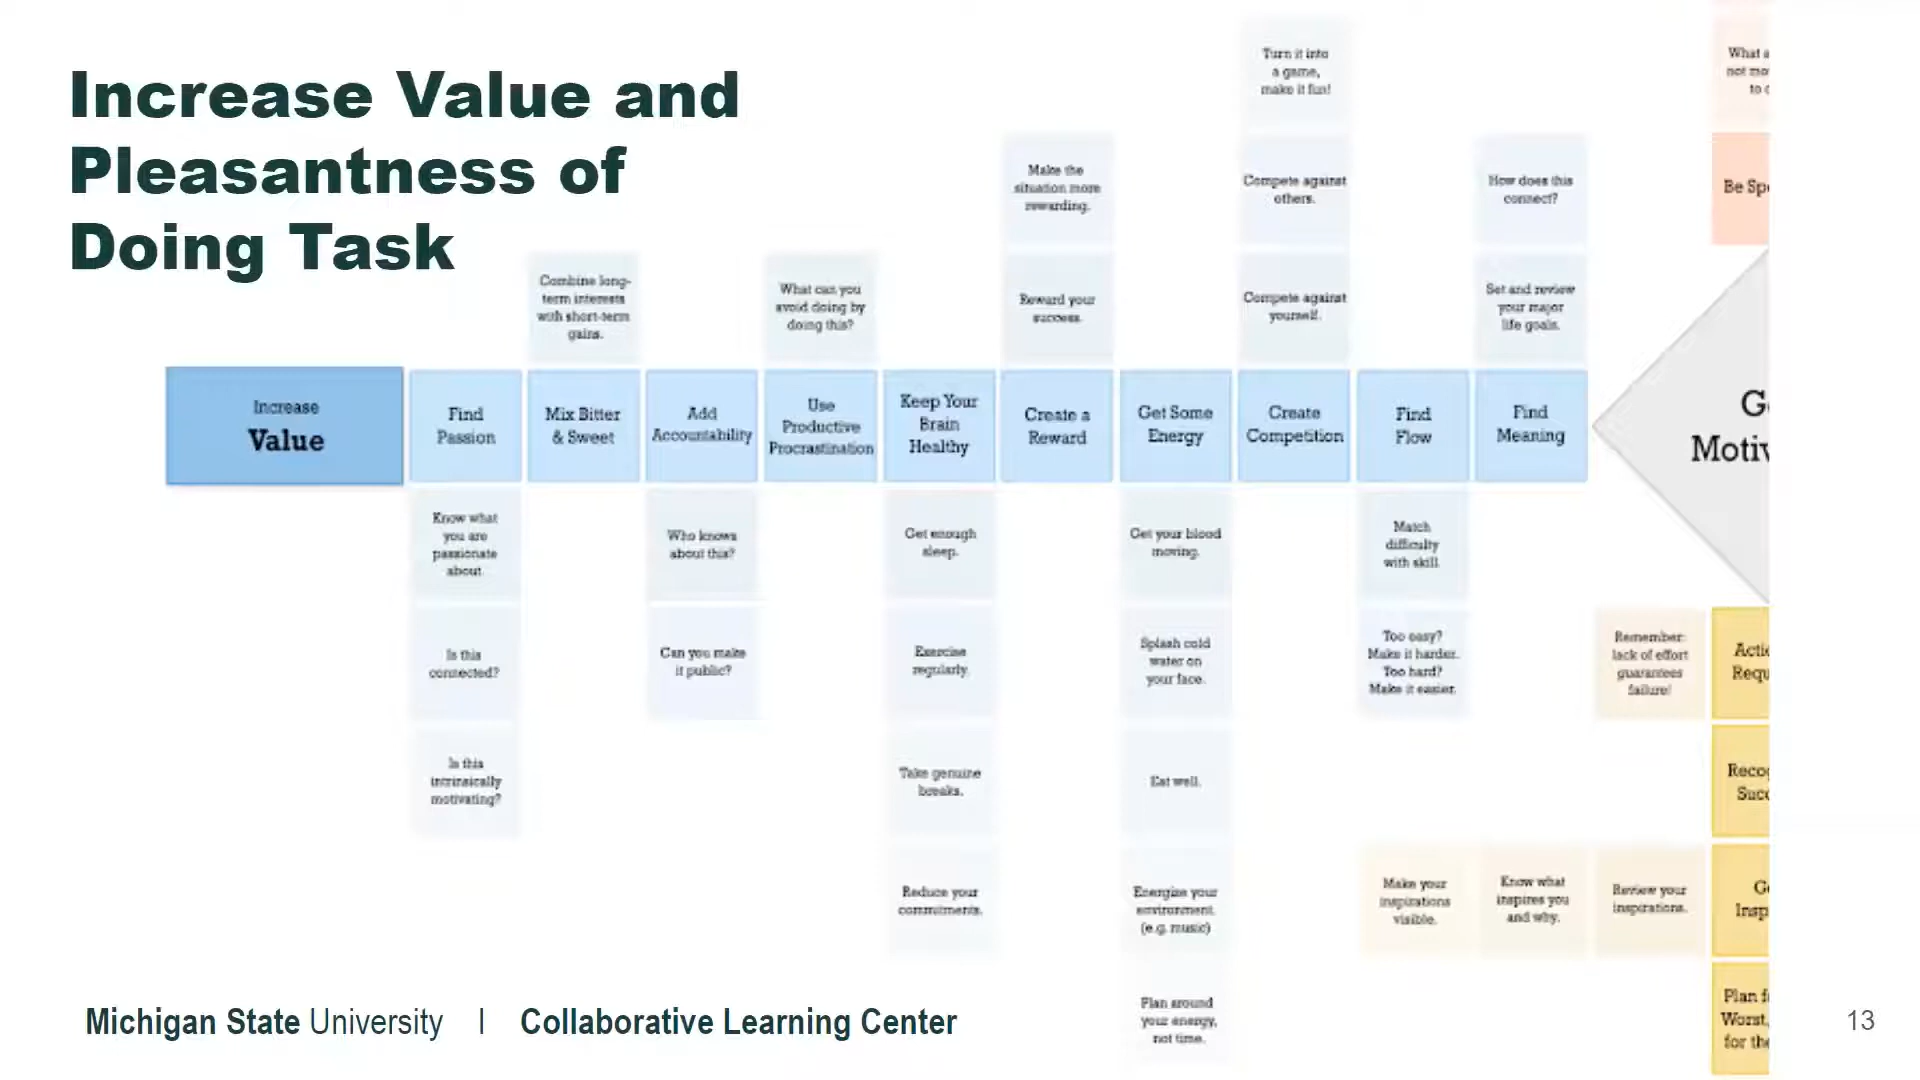 Increase Value and
Pleasantness of
Doing Task
Turn it into
a game,
make it fun!
Make the
situation more
rewarding.
Compete against
others.
How does this
connect?
Combine long-
term interests
with short-term
gains.
What can you
avoid doing by
doing this?
Reward your
success.
Compete against
yourself.
Set and review
your major
life goals.
Increase
Value
Find
Passion
Mix Bitter
& Sweet
Add
Accountability
Use
Productive
Procrastination
Keep Your
Brain
Healthy
Create a
Reward
Get Some
Energy
Create
Competition
Find
Flow
Find
Meaning
Know what
you are
passionate
about.
Is this
connected?
Is this
intrinsically
motivating?
Who knows
about this?
Can you make
it public?
Get enough
sleep.
Exercise
regularly.
Take genuine
breaks.
Reduce your
commitments.
Get your blood
moving.
Splash cold
water on
your face.
Eat well.
Energize your
environment.
(e.g. music)
Plan around
your energy,
not time.
Match
difficulty
with skill.
Too easy?
Make it harder.
Too hard?
Make it easier.
Remember:
lack of effort
guarantees
failure!
Make your
inspirations
visible.
Know what
inspires you
and why.
Review your
inspirations.
What
not
to
Be
Plan
Worst,
for
Michigan State University | Collaborative Learning Center
13